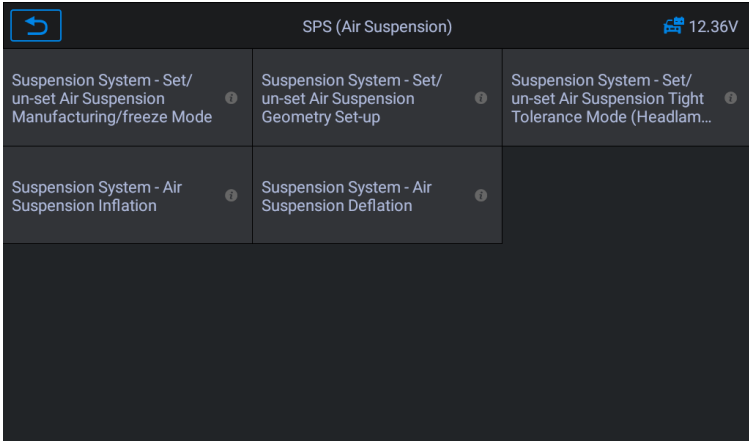 SPS (Air Suspension)
12.36V
Suspension System - Set/
un-set Air Suspension
Manufacturing/freeze Mode
Suspension System - Set/
un-set Air Suspension
Geometry Set-up
Suspension System - Set/
un-set Air Suspension Tight
Tolerance Mode (Headlam...
Suspension System - Air
Suspension Inflation
Suspension System - Air
Suspension Deflation